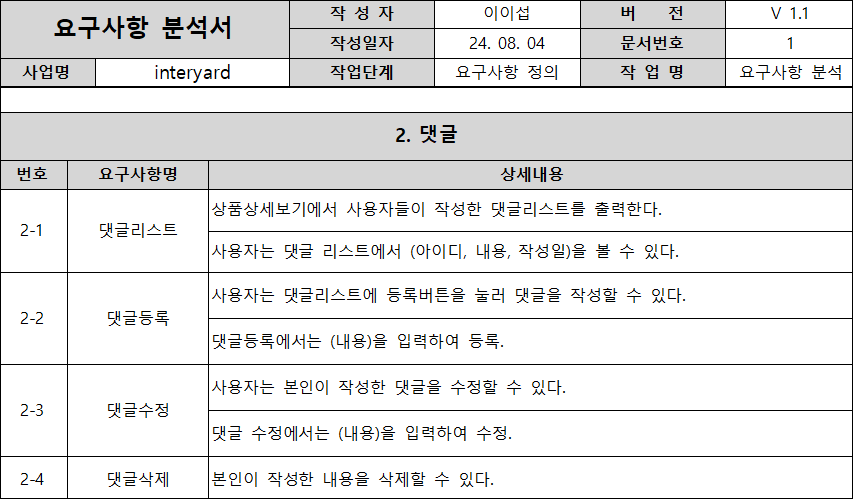 요구사항 분석서
작 성 자
이이섭
버 전
V 1.1
작성일자
24. 08. 04
문서번호
1
사업명
interyard
작업단계
요구사항 정의
작 업 명
요구사항 분석
2. 댓글
번호
요구사항명
상세내용
2-1
댓글리스트
상품상세보기에서 사용자들이 작성한 댓글리스트를 출력한다.
사용자는 댓글 리스트에서 (아이디, 내용, 작성일)을 볼 수 있다.
2-2
댓글등록
사용자는 댓글리스트에 등록버튼을 눌러 댓글을 작성할 수 있다.
댓글등록에서는 (내용)을 입력하여 등록.
2-3
댓글수정
사용자는 본인이 작성한 댓글을 수정할 수 있다.
댓글 수정에서는 (내용)을 입력하여 수정.
2-4
댓글삭제
본인이 작성한 내용을 삭제할 수 있다.